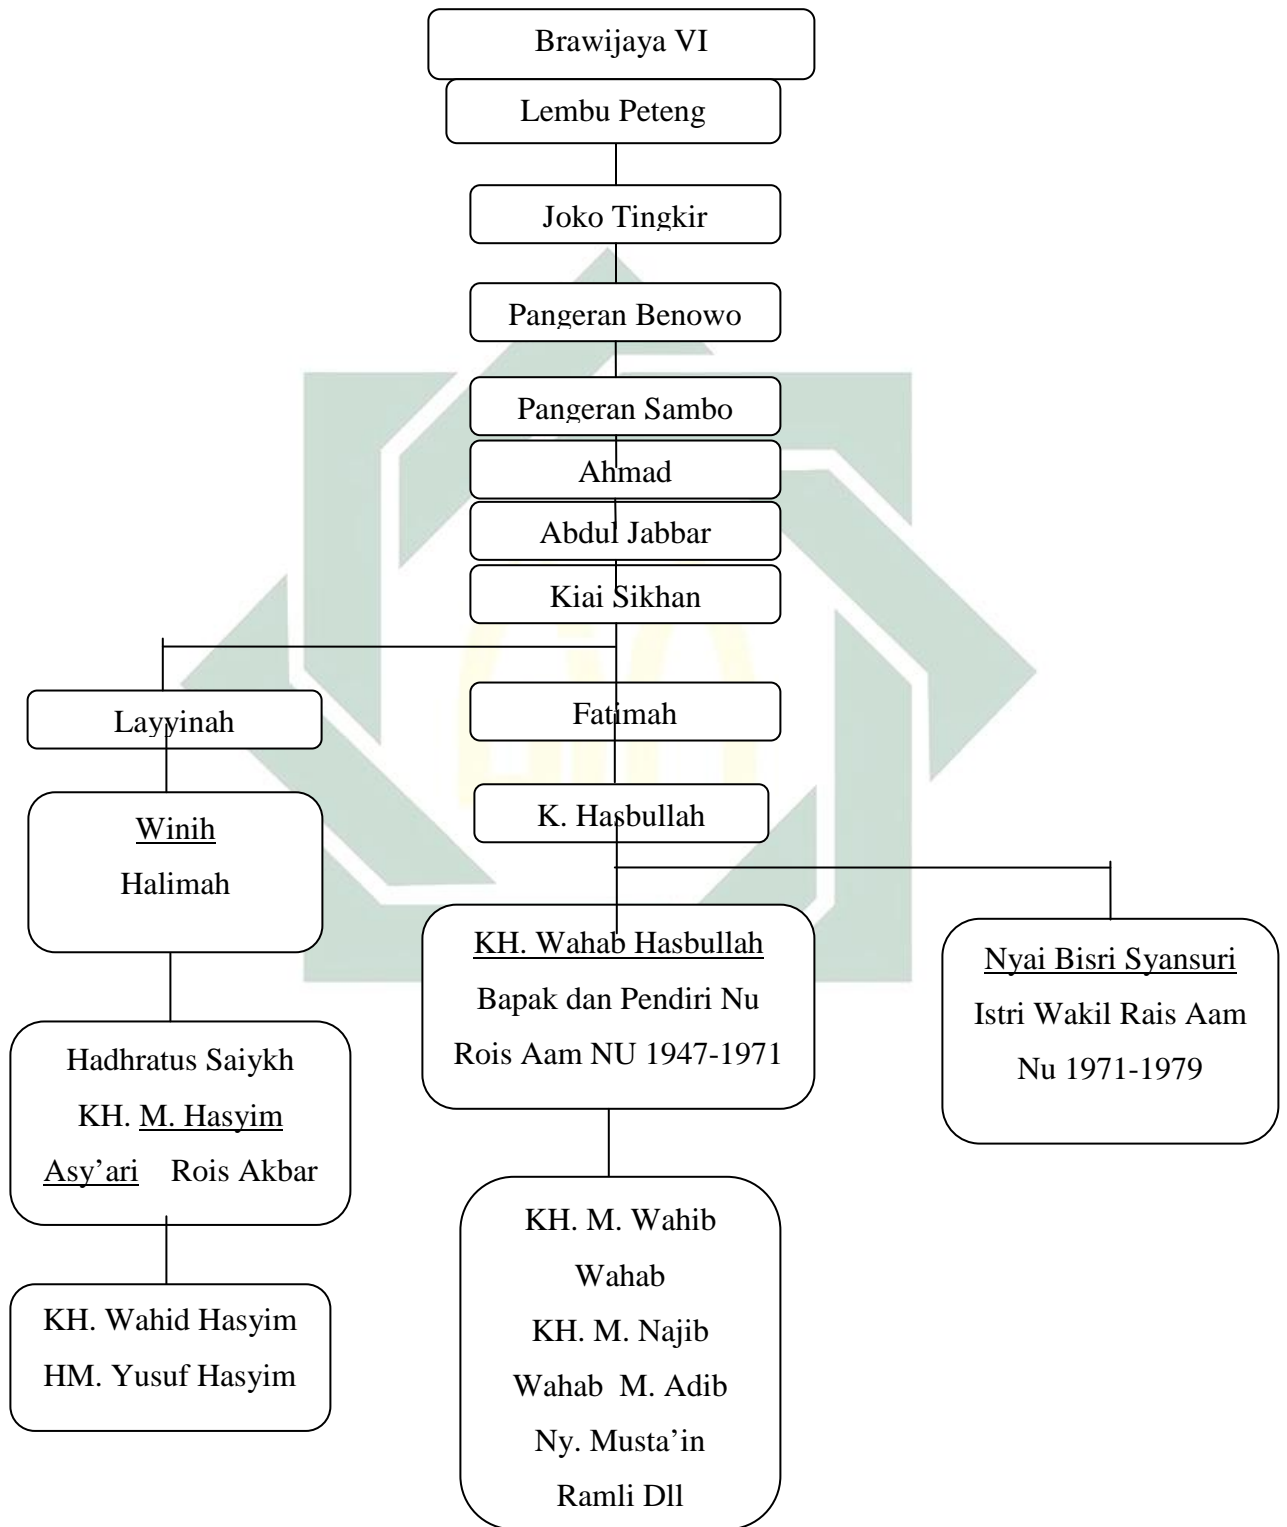 Brawijaya VI
Lembu Peteng
Joko Tingkir
Pangeran Benowo
Pangeran Sambo
Ahmad
Abdul Jabbar
Kiai Sikhan
Layyinah
Fatimah
Winih
Halimah
K. Hasbullah
Hadhratus Saiykh
KH. M. Hasyim
Asy’ari Rois Akbar
KH. Wahab Hasbullah
Bapak dan Pendiri Nu
Rois Aam NU 1947-1971
Nyai Bisri Syansuri
Istri Wakil Rais Aam
Nu 1971-1979
KH. Wahid Hasyim
HM. Yusuf Hasyim
KH. M. Wahib
Wahab
KH. M. Najib
Wahab M. Adib
Ny. Musta’in
Ramli Dll